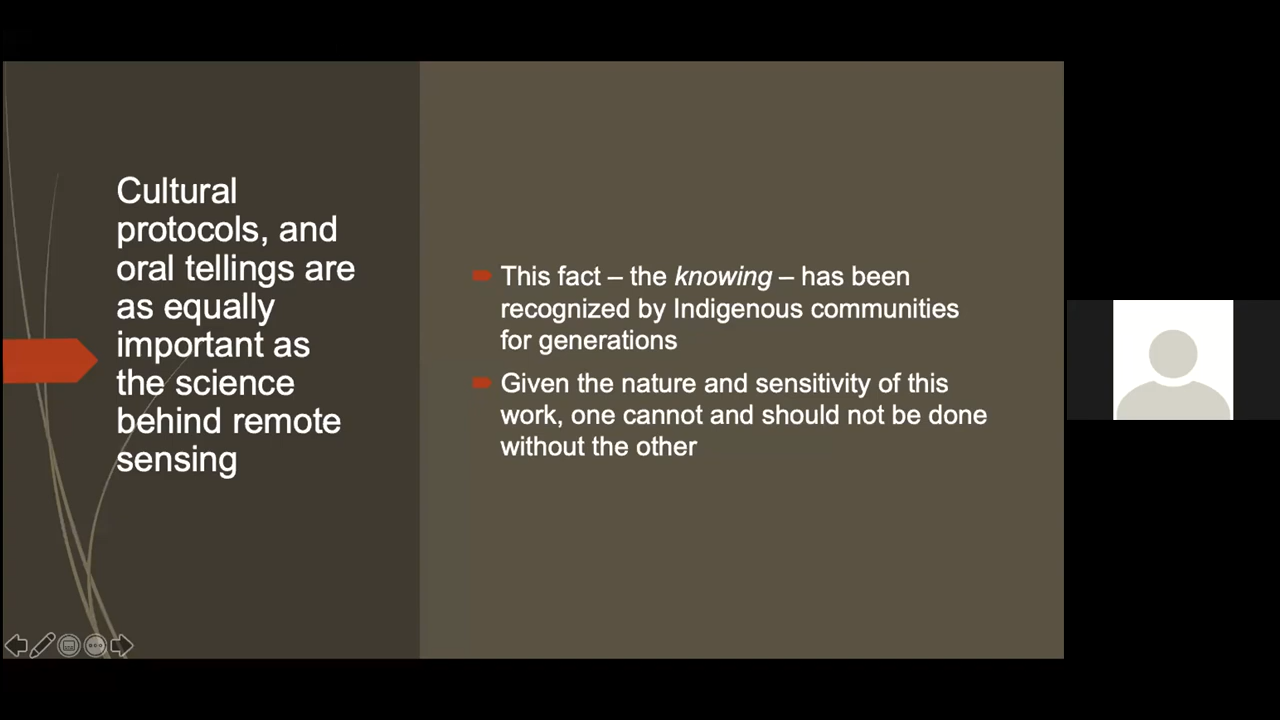 Cultural
protocols, and
oral tellings are
as equally
important as
the science
behind remote
sensing
This fact – the knowing – has been
recognized by Indigenous communities
for generations
Given the nature and sensitivity of this
work, one cannot and should not be done
without the other